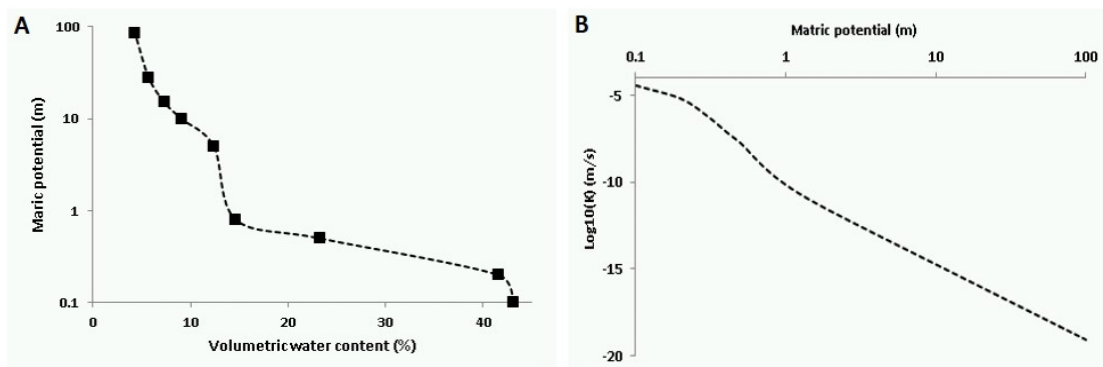 A
100
10
1
0.1
Maric potential (m)
0 10 20 30 40
Volumetric water content (%)
B
Matric potential (m)
0.1 1 10 100
-5
-10
-15
-20
Log10(K) (m/s)